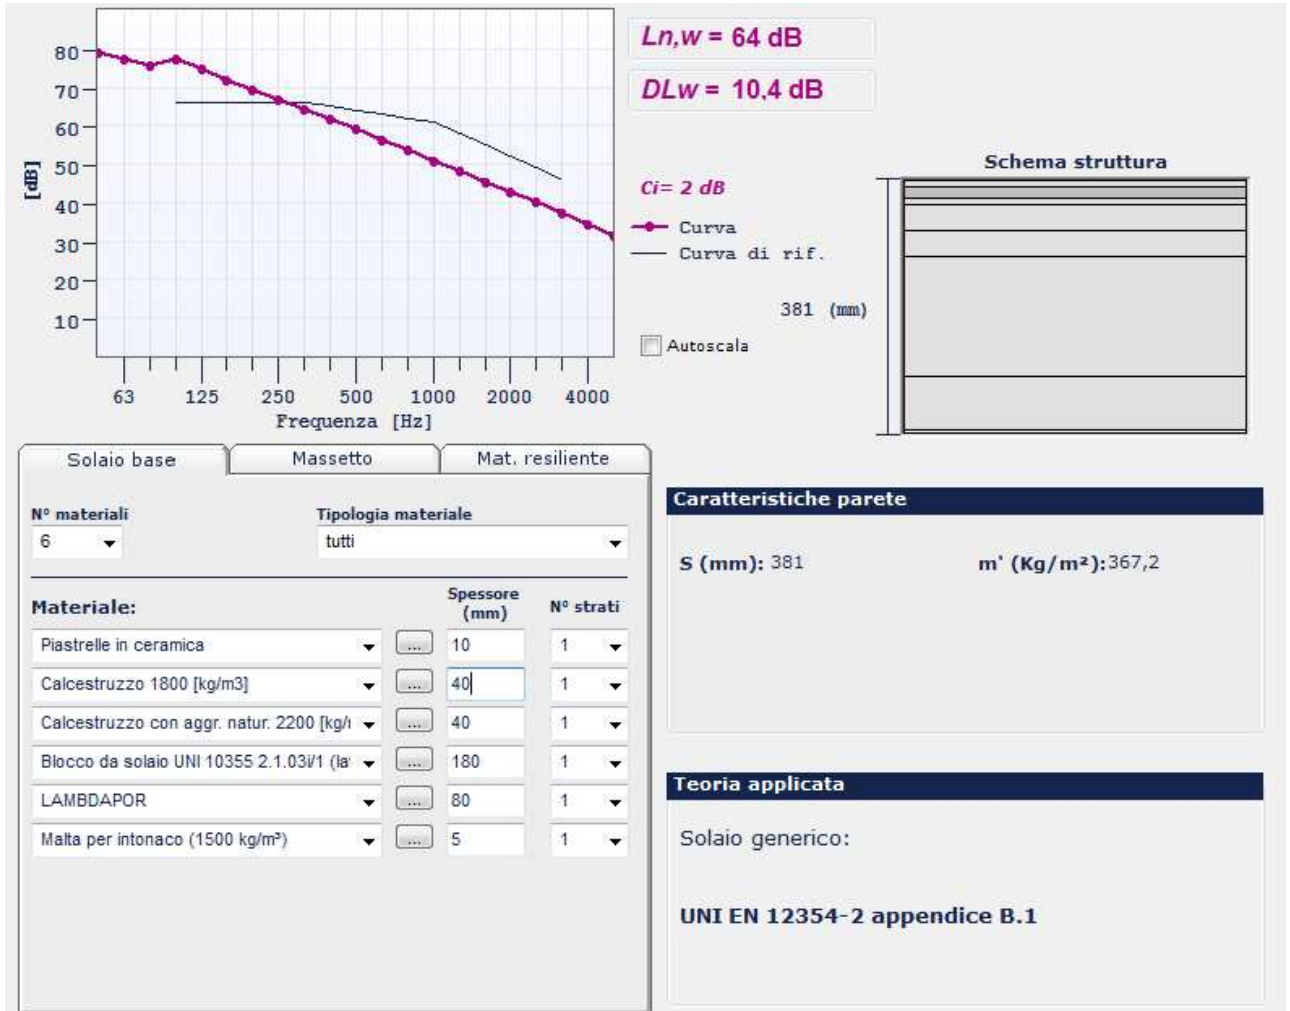 Ln,w = 64 dB
DLw = 10,4 dB
80
70
60
50
40
30
20
10
[dB]
63 125 250 500 1000 2000 4000
Frequenza [Hz]
Ci= 2 dB
Curva
Curva di rif.
381 (mm)
Autoscala
Schema struttura
Solaio base Massetto Mat. resiliente
N° materiali Tipologia materiale
6 tutti
Materiale: Spessore (mm) N° strati
Piastrelle in ceramica ... 10 1
Calcestruzzo 1800 [kg/m3] ... 40 1
Calcestruzzo con aggr. natur. 2200 [kg/ ... 40 1
Blocco da solaio UNI 10355 2.1.03i/1 (la ... 180 1
LAMBDAPOR ... 80 1
Malta per intonaco (1500 kg/m³) ... 5 1
Caratteristiche parete
S (mm): 381 m' (Kg/m²):367,2
Teoria applicata
Solaio generico:
UNI EN 12354-2 appendice B.1